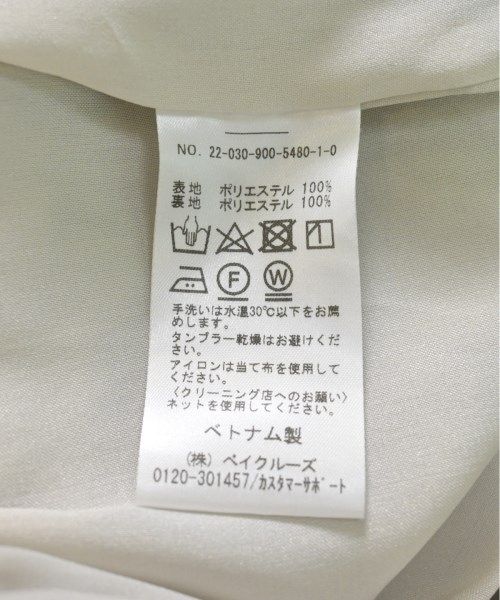 NO. 22-030-900-5480-1-0
表地 ポリエステル 100%
裏地 ポリエステル 100%
F W
手洗いは水温30℃以下をお薦
めします。
タンブラー乾燥はお避けくだ
さい。
アイロンは当て布を使用して
ください。
〈クリーニング店へのお願い〉
ネットを使用してください。
ベトナム製
(株) ベイクルーズ
0120-301457/カスタマーサポート